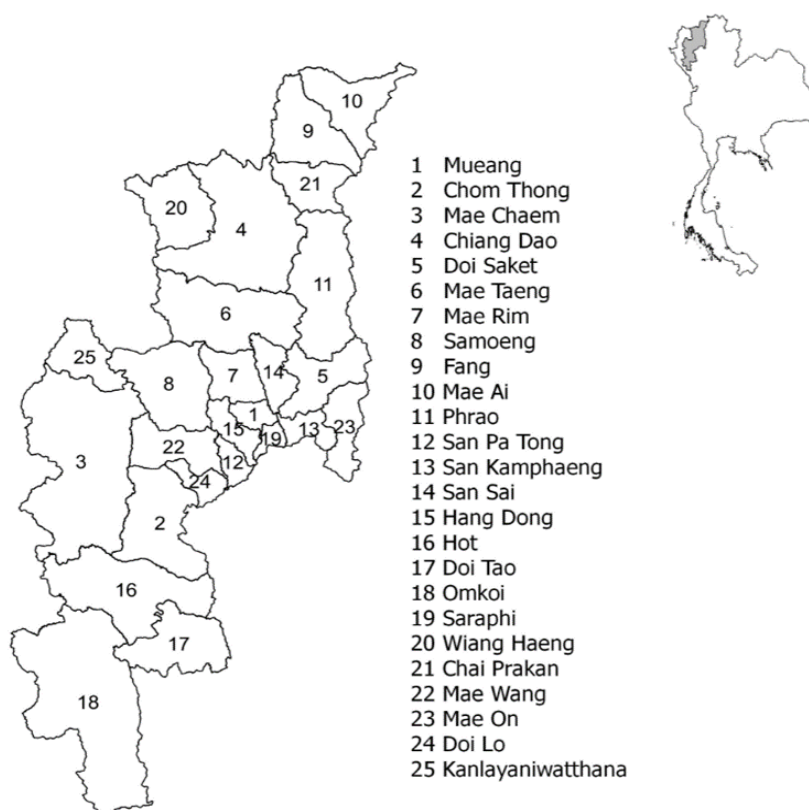 10
9
21
20
4
11
6
25
14
8
7
5
1
15
13
23
19
22
3
12
24
2
16
17
18
1 Mueang
2 Chom Thong
3 Mae Chaem
4 Chiang Dao
5 Doi Saket
6 Mae Taeng
7 Mae Rim
8 Samoeng
9 Fang
10 Mae Ai
11 Phrao
12 San Pa Tong
13 San Kamphaeng
14 San Sai
15 Hang Dong
16 Hot
17 Doi Tao
18 Omkoi
19 Saraphi
20 Wiang Haeng
21 Chai Prakan
22 Mae Wang
23 Mae On
24 Doi Lo
25 Kanlayaniwatthana